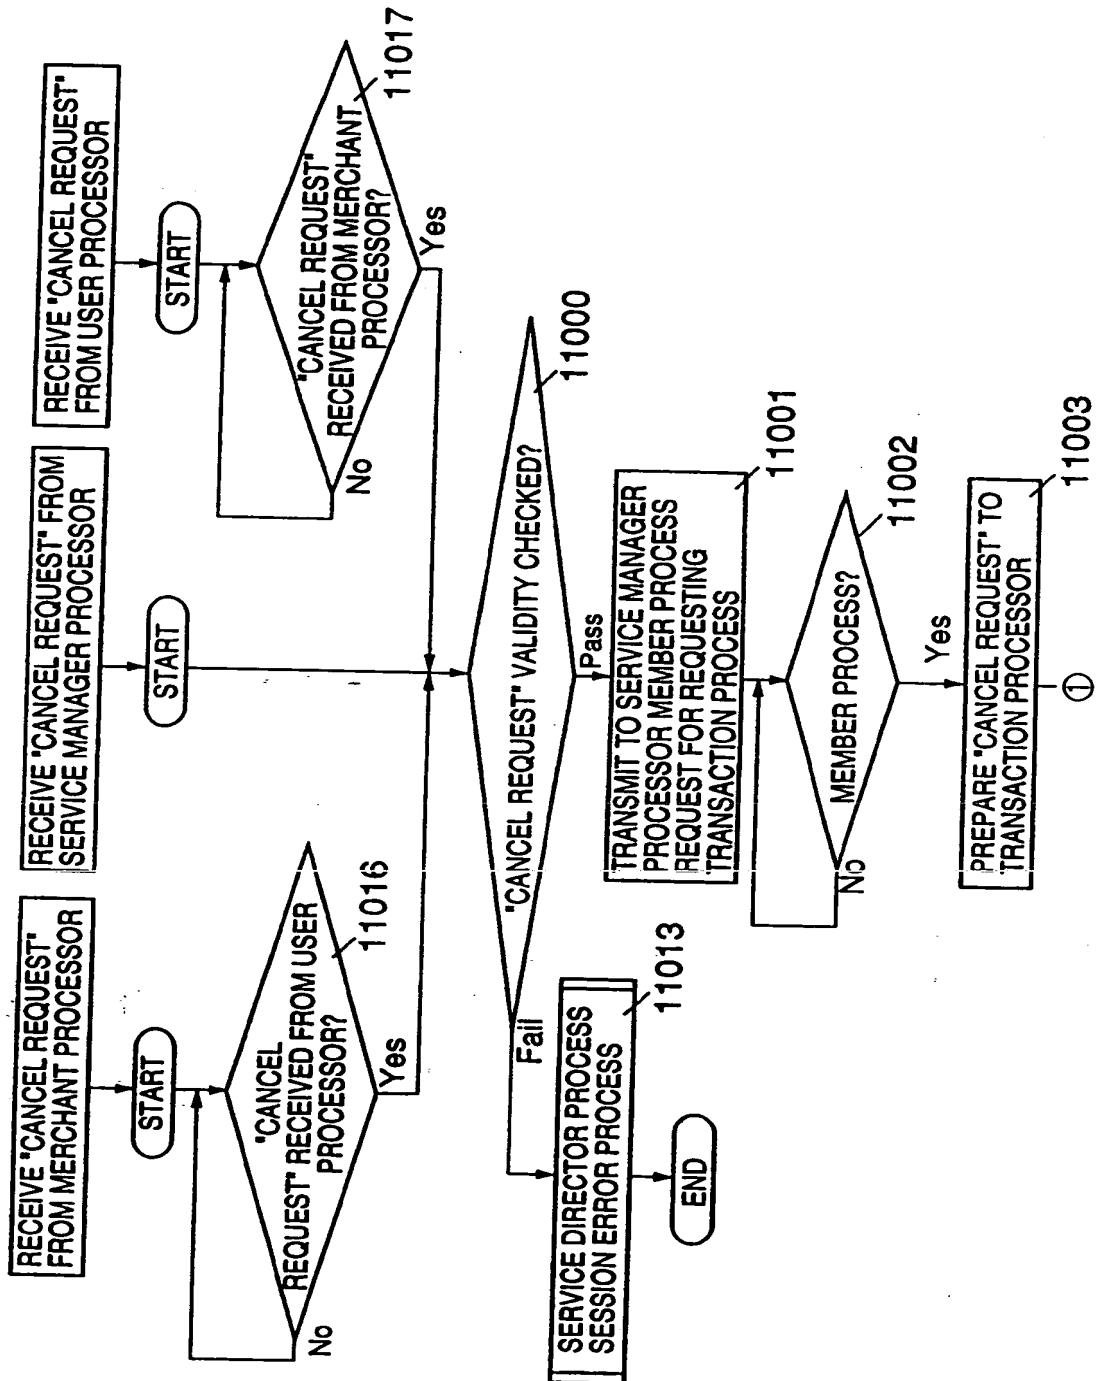 RECEIVE "CANCEL REQUEST"
FROM MERCHANT PROCESSOR
START
"CANCEL
REQUEST" RECEIVED FROM USER
PROCESSOR?
11016
No
Yes
RECEIVE "CANCEL REQUEST" FROM
SERVICE MANAGER PROCESSOR
START
RECEIVE "CANCEL REQUEST"
FROM USER PROCESSOR
START
"CANCEL REQUEST"
RECEIVED FROM MERCHANT
PROCESSOR?
11017
No
Yes
"CANCEL REQUEST" VALIDITY CHECKED?
11000
Fail
Pass
SERVICE DIRECTOR PROCESS
SESSION ERROR PROCESS
11013
END
TRANSMIT TO SERVICE MANAGER
PROCESSOR MEMBER PROCESS
REQUEST FOR REQUESTING
TRANSACTION PROCESS
11001
MEMBER PROCESS?
11002
No
Yes
PREPARE "CANCEL REQUEST" TO
TRANSACTION PROCESSOR
11003
①